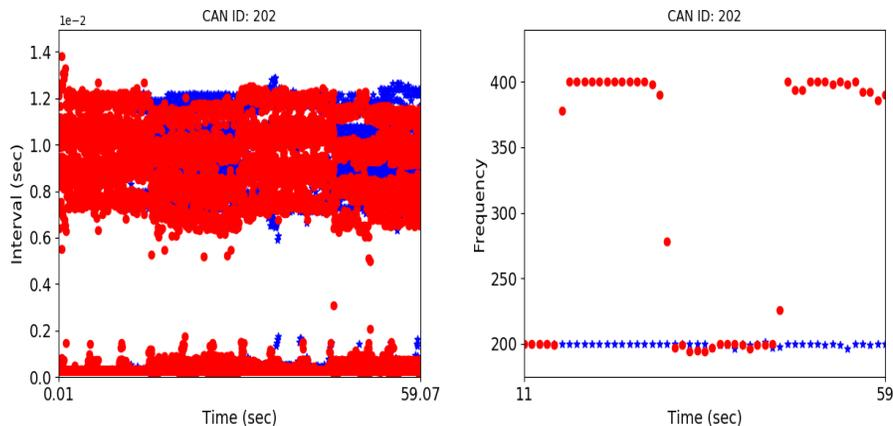 CAN ID: 202
1e−2
1.4
1.2
1.0
0.8
0.6
0.4
0.2
0.0
Interval (sec)
0.01
59.07
Time (sec)
CAN ID: 202
400
350
300
250
200
Frequency
11
59
Time (sec)